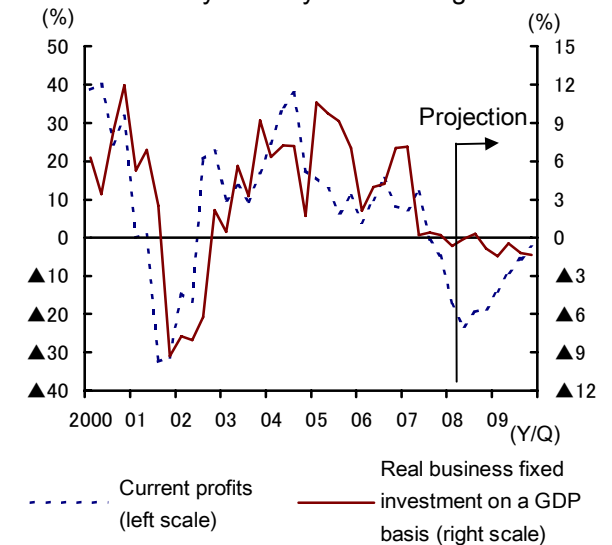 (%)
(%)
50
40
30
20
10
0
▲10
▲20
▲30
▲40
15
12
9
6
3
0
▲3
▲6
▲9
▲12
Projection
2000 01 02 03 04 05 06 07 08 09
(Y/Q)
Current profits
(left scale)
Real business fixed
investment on a GDP
basis (right scale)